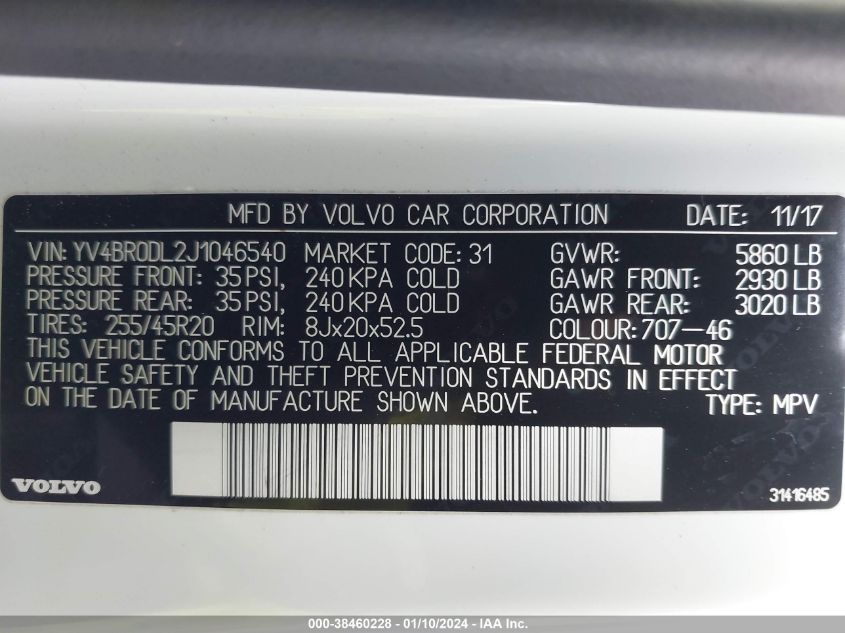 MFD BY VOLVO CAR CORPORATION DATE: 11/17
VIN: YV4BR0DL2J1046540 MARKET CODE: 31 GVWR: 5860 LB
PRESSURE FRONT: 35 PSI, 240 KPA COLD GAWR FRONT: 2930 LB
PRESSURE REAR: 35 PSI, 240 KPA COLD GAWR REAR: 3020 LB
TIRES: 255/45R20 RIM: 8Jx20x52.5 COLOUR: 707-46
THIS VEHICLE CONFORMS TO ALL APPLICABLE FEDERAL MOTOR
VEHICLE SAFETY AND THEFT PREVENTION STANDARDS IN EFFECT
ON THE DATE OF MANUFACTURE SHOWN ABOVE. TYPE: MPV
VOLVO 31416485
000-38460228 - 01/10/2024 - IAA Inc.